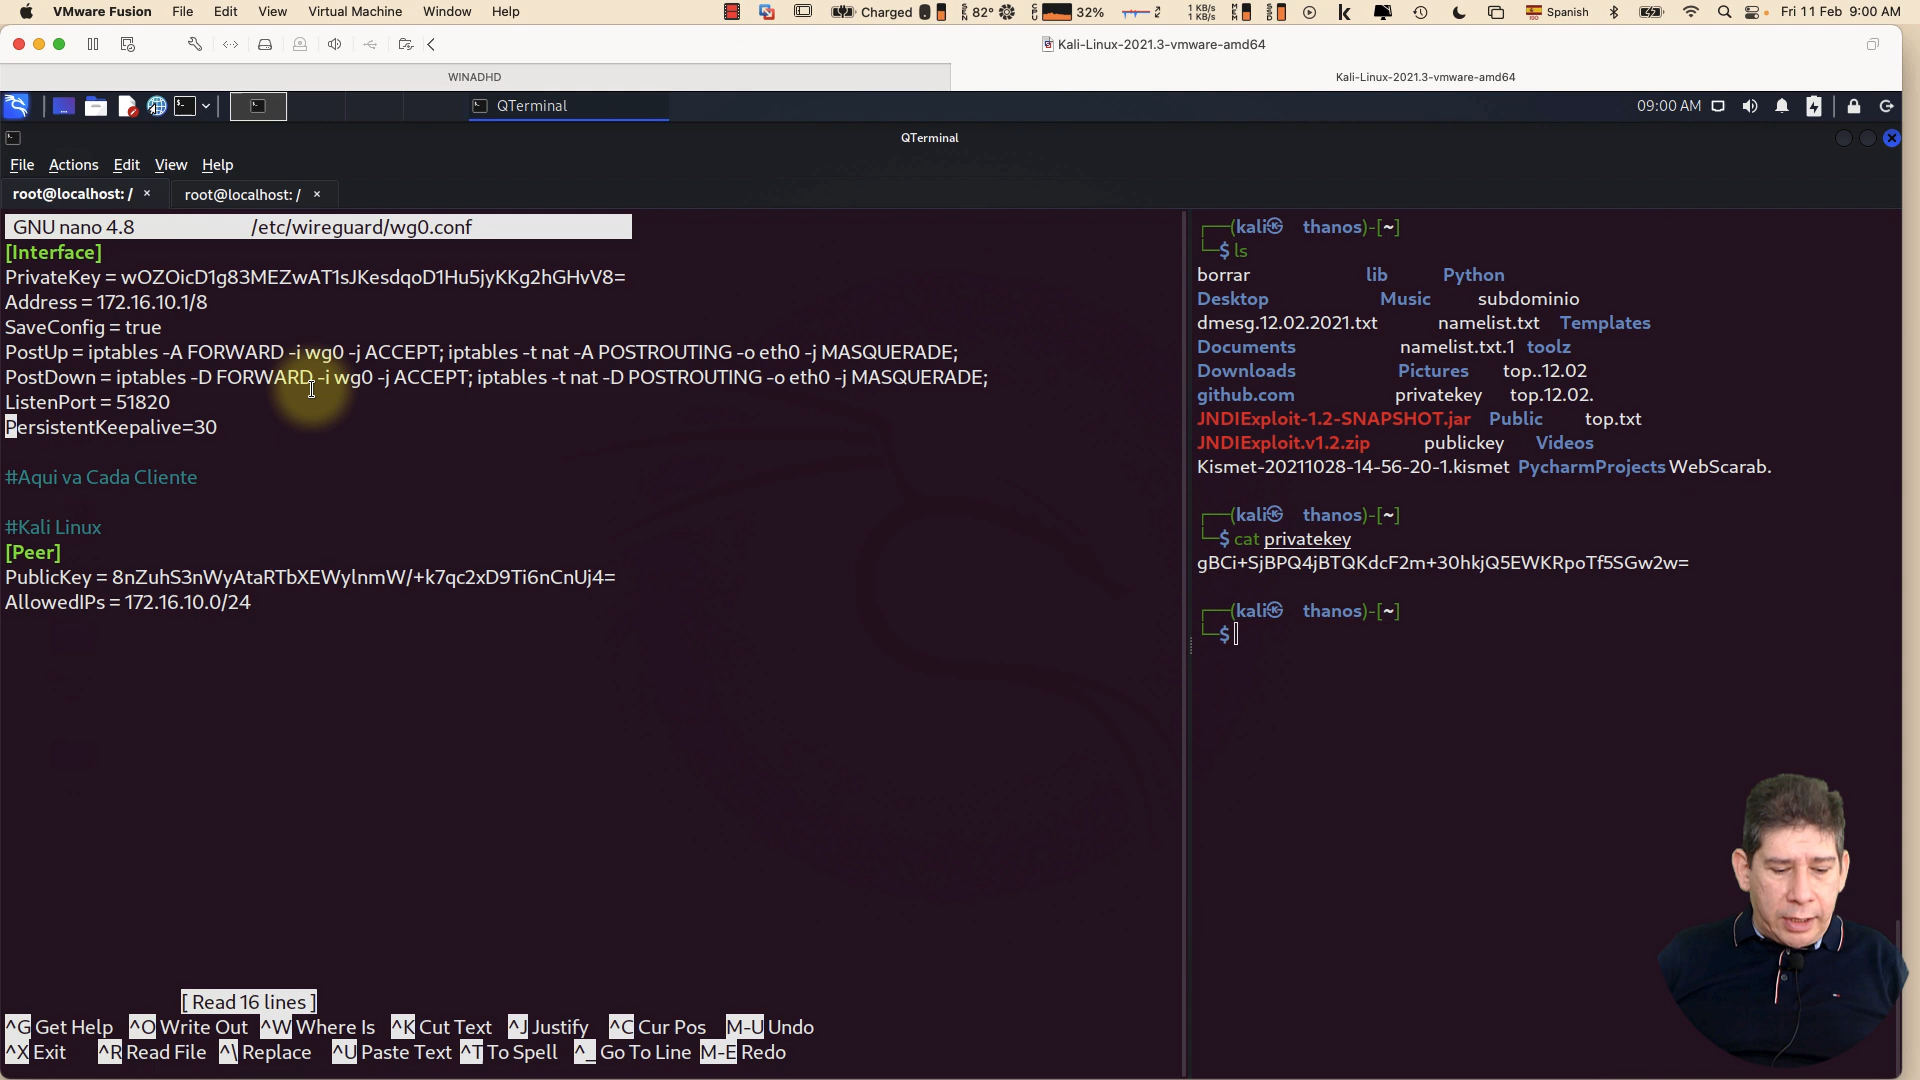 VMware Fusion File Edit View Virtual Machine Window Help Charged 82° 32% 1 KB/s 1 KB/s Spanish Fri 11 Feb 9:00 AM
Kali-Linux-2021.3-vmware-amd64
WINADHD Kali-Linux-2021.3-vmware-amd64
QTerminal 09:00 AM
QTerminal
File Actions Edit View Help
root@localhost: / × root@localhost: / ×
GNU nano 4.8 /etc/wireguard/wg0.conf
[Interface]
PrivateKey = wOZOicD1g83MEZwAT1sJKesdqoD1Hu5jyKKg2hGHvV8=
Address = 172.16.10.1/8
SaveConfig = true
PostUp = iptables -A FORWARD -i wg0 -j ACCEPT; iptables -t nat -A POSTROUTING -o eth0 -j MASQUERADE;
PostDown = iptables -D FORWARD -i wg0 -j ACCEPT; iptables -t nat -D POSTROUTING -o eth0 -j MASQUERADE;
ListenPort = 51820
PersistentKeepalive=30
#Aqui va Cada Cliente
#Kali Linux
[Peer]
PublicKey = 8nZuhS3nWyAtaRTbXEWylnmW/+k7qc2xD9Ti6nCnUj4=
AllowedIPs = 172.16.10.0/24
[ Read 16 lines ]
^G Get Help ^O Write Out ^W Where Is ^K Cut Text ^J Justify ^C Cur Pos M-U Undo
^X Exit ^R Read File ^\ Replace ^U Paste Text ^T To Spell ^_ Go To Line M-E Redo
(kali㉿ thanos)-[~]
$ ls
borrar lib Python
Desktop Music subdominio
dmesg.12.02.2021.txt namelist.txt Templates
Documents namelist.txt.1 toolz
Downloads Pictures top..12.02
github.com privatekey top.12.02.
JNDIExploit-1.2-SNAPSHOT.jar Public top.txt
JNDIExploit.v1.2.zip publickey Videos
Kismet-20211028-14-56-20-1.kismet PycharmProjects WebScarab.
(kali㉿ thanos)-[~]
$ cat privatekey
gBCi+SjBPQ4jBTQKdcF2m+30hkjQ5EWKRpoTf5SGw2w=
(kali㉿ thanos)-[~]
$